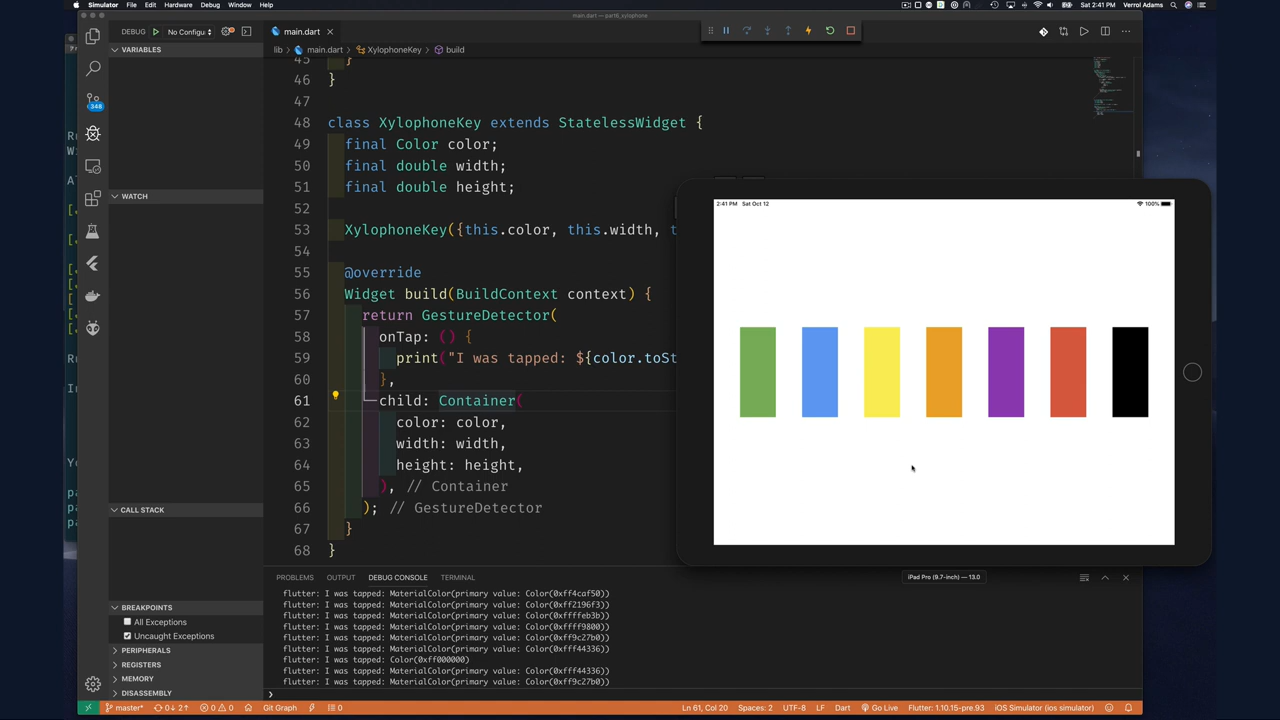 Simulator File Edit Hardware Debug Window Help
Sat 2:41 PM Verrol Adams
main.dart — part6_xylophone
DEBUG No Configu
main.dart
lib › main.dart › XylophoneKey › build
VARIABLES
WATCH
CALL STACK
BREAKPOINTS
All Exceptions
Uncaught Exceptions
PERIPHERALS
REGISTERS
MEMORY
DISASSEMBLY
348
45 }
46 }
47
48 class XylophoneKey extends StatelessWidget {
49 final Color color;
50 final double width;
51 final double height;
52
53 XylophoneKey({this.color, this.width, t
54
55 @override
56 Widget build(BuildContext context) {
57 return GestureDetector(
58 onTap: () {
59 print("I was tapped: ${color.toSt
60 },
61 child: Container(
62 color: color,
63 width: width,
64 height: height,
65 ), // Container
66 ); // GestureDetector
67 }
68 }
2:41 PM Sat Oct 12
100%
iPad Pro (9.7-inch) — 13.0
PROBLEMS OUTPUT DEBUG CONSOLE TERMINAL
flutter: I was tapped: MaterialColor(primary value: Color(0xff4caf50))
flutter: I was tapped: MaterialColor(primary value: Color(0xff2196f3))
flutter: I was tapped: MaterialColor(primary value: Color(0xffffeb3b))
flutter: I was tapped: MaterialColor(primary value: Color(0xffff9800))
flutter: I was tapped: MaterialColor(primary value: Color(0xff9c27b0))
flutter: I was tapped: MaterialColor(primary value: Color(0xfff44336))
flutter: I was tapped: Color(0xff000000)
flutter: I was tapped: MaterialColor(primary value: Color(0xfff44336))
flutter: I was tapped: MaterialColor(primary value: Color(0xff9c27b0))
master* 0↓ 2↑ 0 0 Git Graph 0
Ln 61, Col 20 Spaces: 2 UTF-8 LF Dart Go Live Flutter: 1.10.15-pre.93 iOS Simulator (ios simulator)